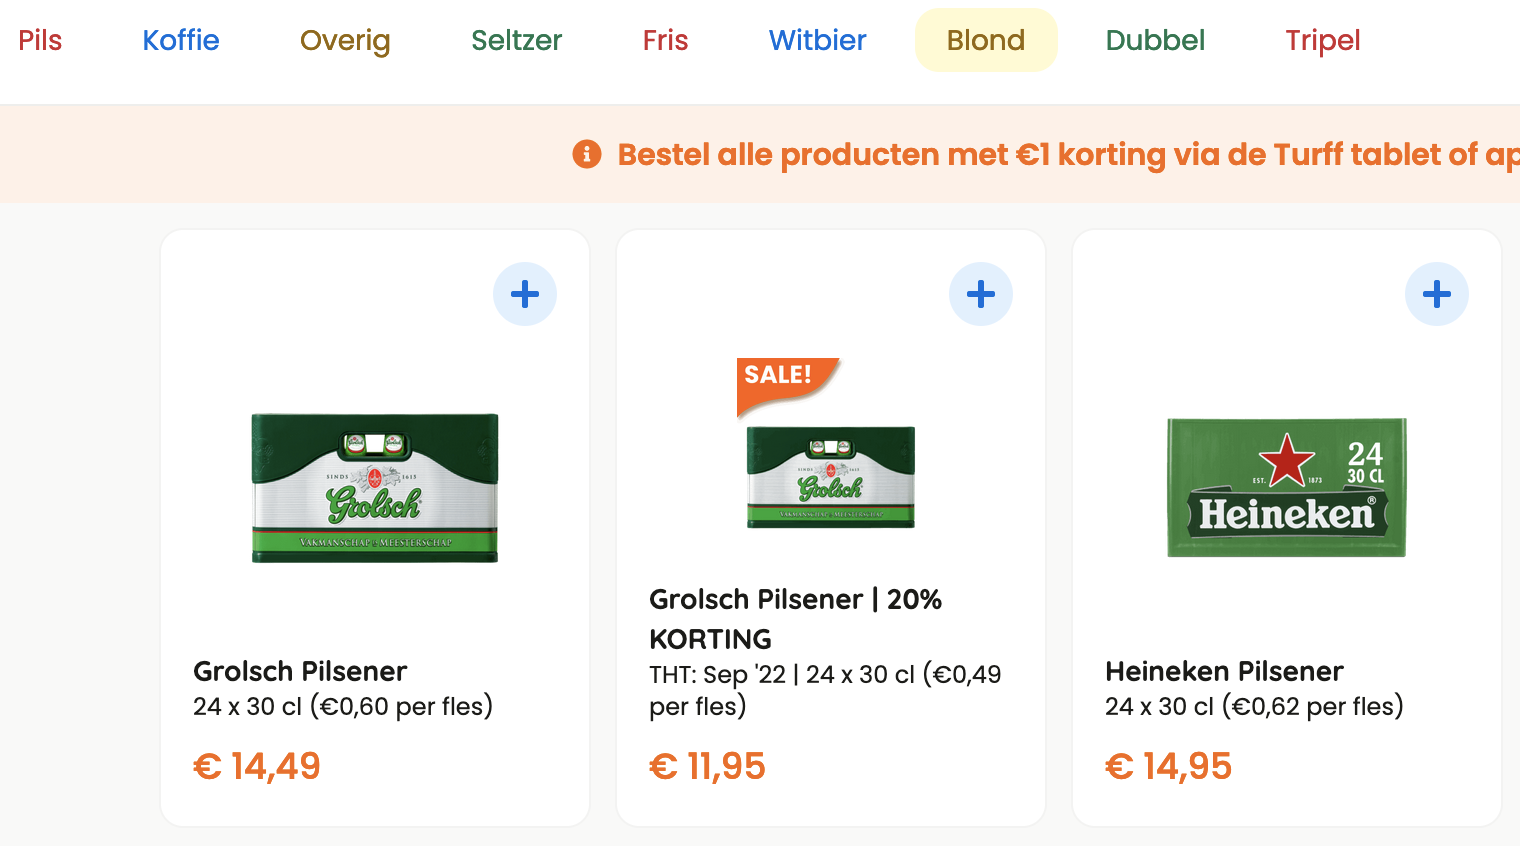 Pils Koffie Overig Seltzer Fris Witbier Blond Dubbel Tripel
Bestel alle producten met €1 korting via de Turff tablet of ap
SINDS 1615
Grolsch
VAKMANSCHAP IS MEESTERSCHAP
Grolsch Pilsener
24 x 30 cl (€0,60 per fles)
€ 14,49
SALE!
SINDS 1615
Grolsch
VAKMANSCHAP IS MEESTERSCHAP
Grolsch Pilsener | 20%
KORTING
THT: Sep '22 | 24 x 30 cl (€0,49
per fles)
€ 11,95
24
30 CL
EST. 1873
Heineken®
Heineken Pilsener
24 x 30 cl (€0,62 per fles)
€ 14,95